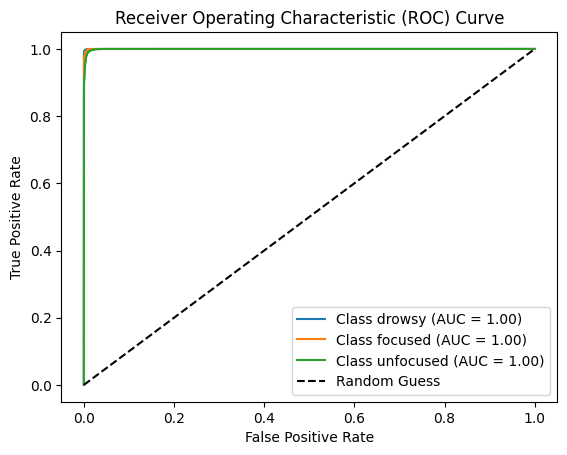 Receiver Operating Characteristic (ROC) Curve
True Positive Rate
1.0
0.8
0.6
0.4
0.2
0.0
Class drowsy (AUC = 1.00)
Class focused (AUC = 1.00)
Class unfocused (AUC = 1.00)
Random Guess
0.0 0.2 0.4 0.6 0.8 1.0
False Positive Rate